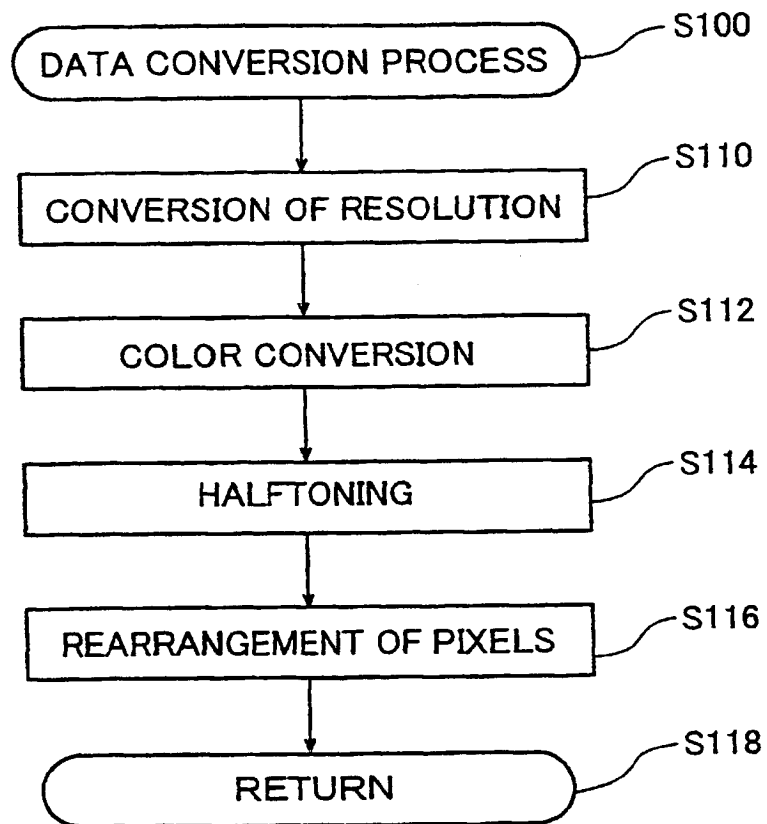 S100
DATA CONVERSION PROCESS
S110
CONVERSION OF RESOLUTION
S112
COLOR CONVERSION
S114
HALFTONING
S116
REARRANGEMENT OF PIXELS
S118
RETURN